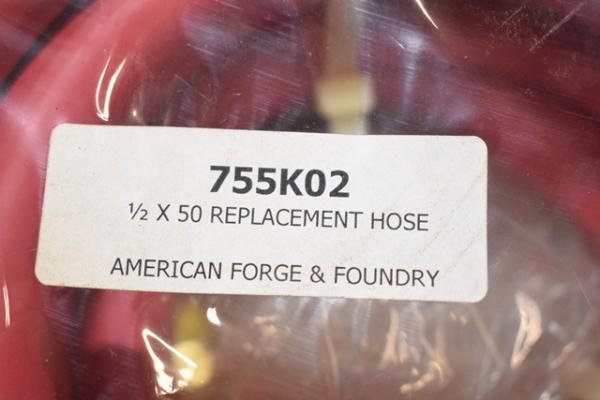 755K02
½ X 50 REPLACEMENT HOSE
AMERICAN FORGE & FOUNDRY